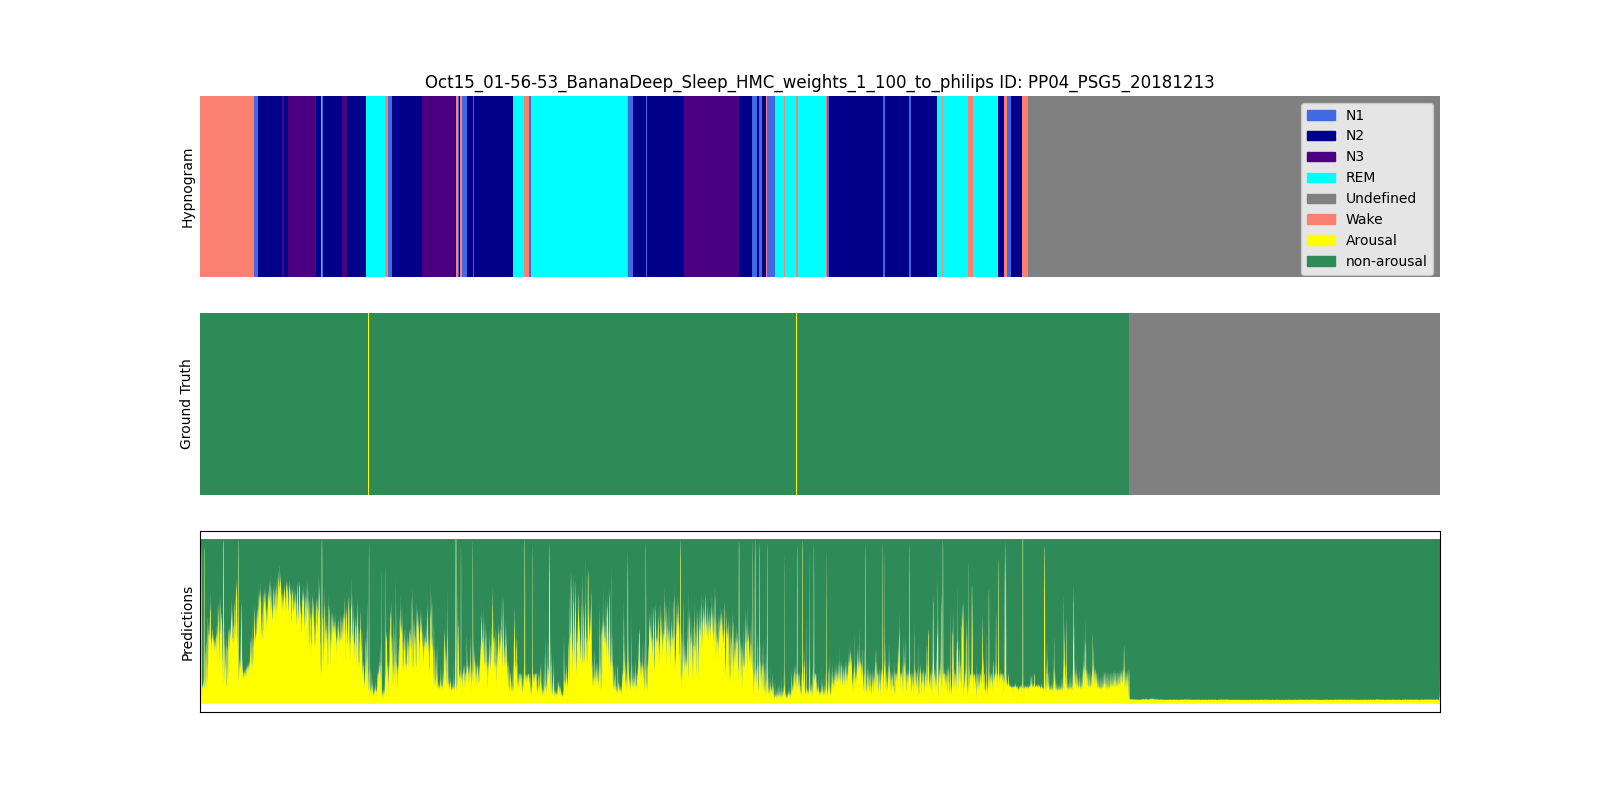 Oct15_01-56-53_BananaDeep_Sleep_HMC_weights_1_100_to_philips ID: PP04_PSG5_20181213
Hypnogram
N1
N2
N3
REM
Undefined
Wake
Arousal
non-arousal
Ground Truth
Predictions